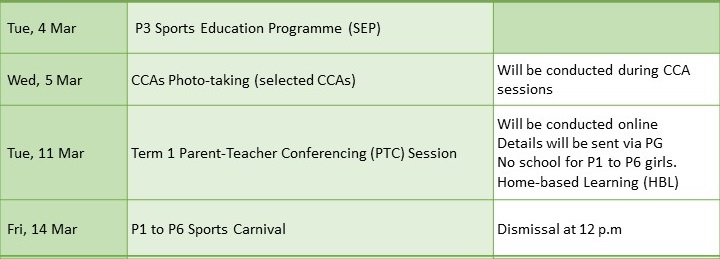 Tue, 4 Mar
P3 Sports Education Programme (SEP)
Wed, 5 Mar
CCAs Photo-taking (selected CCAs)
Will be conducted during CCA
sessions
Tue, 11 Mar
Term 1 Parent-Teacher Conferencing (PTC) Session
Will be conducted online
Details will be sent via PG
No school for P1 to P6 girls.
Home-based Learning (HBL)
Fri, 14 Mar
P1 to P6 Sports Carnival
Dismissal at 12 p.m